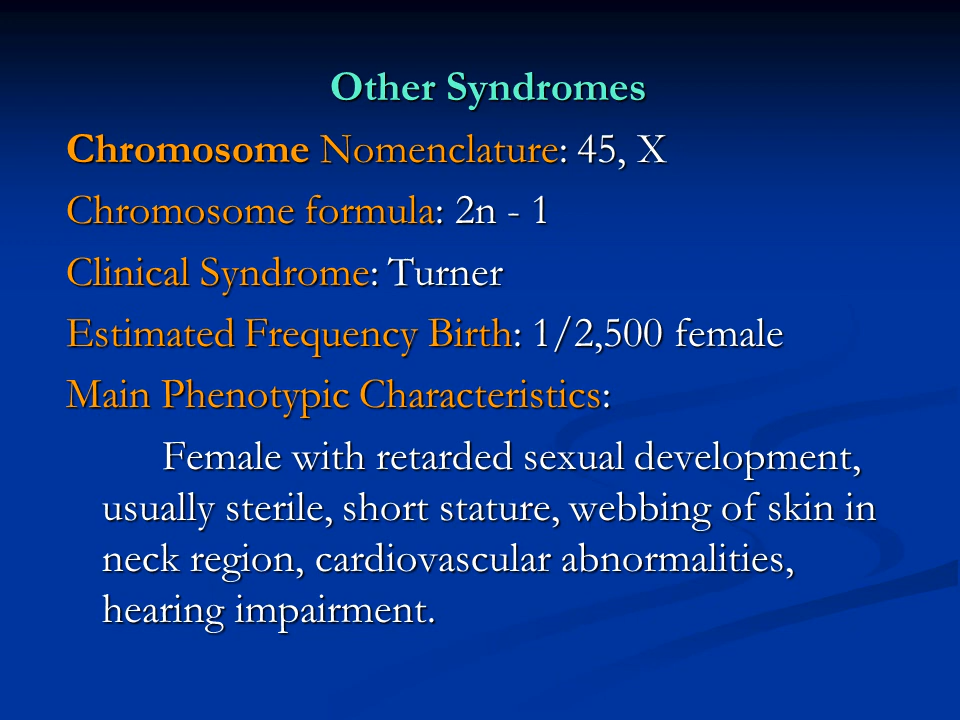 Other Syndromes
Chromosome Nomenclature: 45, X
Chromosome formula: 2n - 1
Clinical Syndrome: Turner
Estimated Frequency Birth: 1/2,500 female
Main Phenotypic Characteristics:
Female with retarded sexual development,
usually sterile, short stature, webbing of skin in
neck region, cardiovascular abnormalities,
hearing impairment.